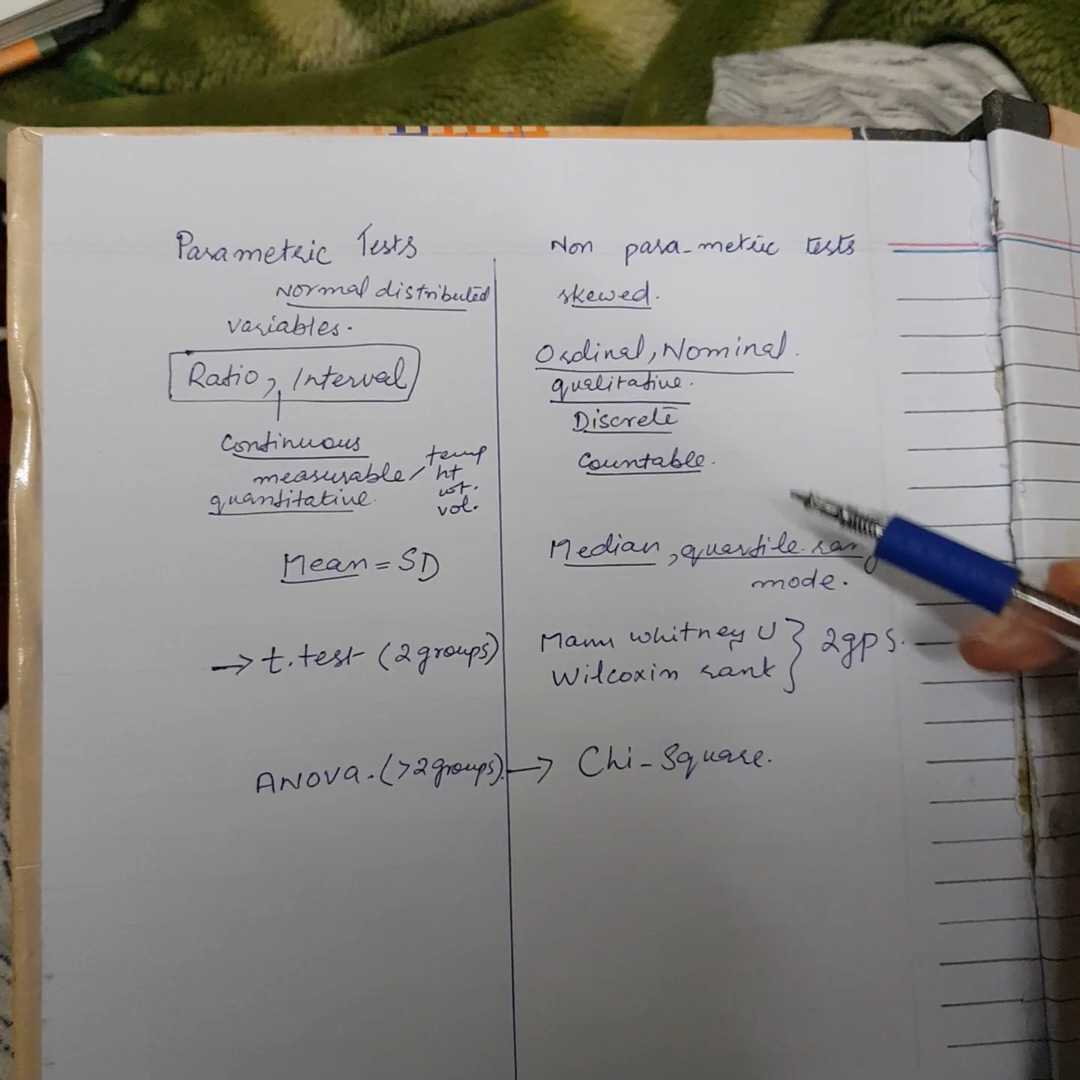 Parametric Tests
Normal distributed
variables.
Ratio, Interval
Continuous
measurable / temp
ht
wt.
vol.
quantitative.
Mean = SD
→ t.test (2 groups)
ANOVA. (>2 groups).
Non para-metric tests
skewed.
Ordinal, Nominal.
qualitative.
Discrete
Countable.
Median, quartile
mode.
Mann whitney U } 2gps.
Wilcoxin rank
→ Chi-Square.